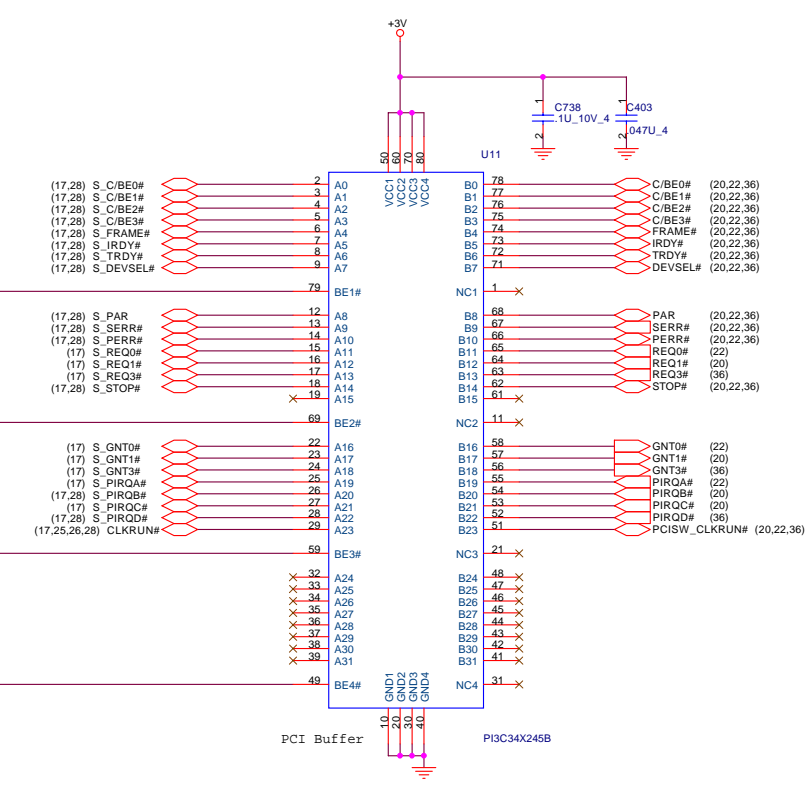 +3V
C738
.1U_10V_4
C403
.047U_4
1 2
1 2
U11
50 60 70 80
VCC1 VCC2 VCC3 VCC4
(17,28) S_C/BE0# 2 A0 B0 78 C/BE0# (20,22,36)
(17,28) S_C/BE1# 3 A1 B1 77 C/BE1# (20,22,36)
(17,28) S_C/BE2# 4 A2 B2 76 C/BE2# (20,22,36)
(17,28) S_C/BE3# 5 A3 B3 75 C/BE3# (20,22,36)
(17,28) S_FRAME# 6 A4 B4 74 FRAME# (20,22,36)
(17,28) S_IRDY# 7 A5 B5 73 IRDY# (20,22,36)
(17,28) S_TRDY# 8 A6 B6 72 TRDY# (20,22,36)
(17,28) S_DEVSEL# 9 A7 B7 71 DEVSEL# (20,22,36)
79 BE1# NC1 1
(17,28) S_PAR 12 A8 B8 68 PAR (20,22,36)
(17,28) S_SERR# 13 A9 B9 67 SERR# (20,22,36)
(17,28) S_PERR# 14 A10 B10 66 PERR# (20,22,36)
(17) S_REQ0# 15 A11 B11 65 REQ0# (22)
(17) S_REQ1# 16 A12 B12 64 REQ1# (20)
(17) S_REQ3# 17 A13 B13 63 REQ3# (36)
(17,28) S_STOP# 18 A14 B14 62 STOP# (20,22,36)
19 A15 B15 61
69 BE2# NC2 11
(17) S_GNT0# 22 A16 B16 58 GNT0# (22)
(17) S_GNT1# 23 A17 B17 57 GNT1# (20)
(17) S_GNT3# 24 A18 B18 56 GNT3# (36)
(17) S_PIRQA# 25 A19 B19 55 PIRQA# (22)
(17,28) S_PIRQB# 26 A20 B20 54 PIRQB# (20)
(17) S_PIRQC# 27 A21 B21 53 PIRQC# (20)
(17,28) S_PIRQD# 28 A22 B22 52 PIRQD# (36)
(17,25,26,28) CLKRUN# 29 A23 B23 51 PCISW_CLKRUN# (20,22,36)
59 BE3# NC3 21
32 A24 B24 48
33 A25 B25 47
34 A26 B26 46
35 A27 B27 45
36 A28 B28 44
37 A29 B29 43
38 A30 B30 42
39 A31 B31 41
49 BE4# NC4 31
GND1 GND2 GND3 GND4
10 20 30 40
PCI Buffer
PI3C34X245B